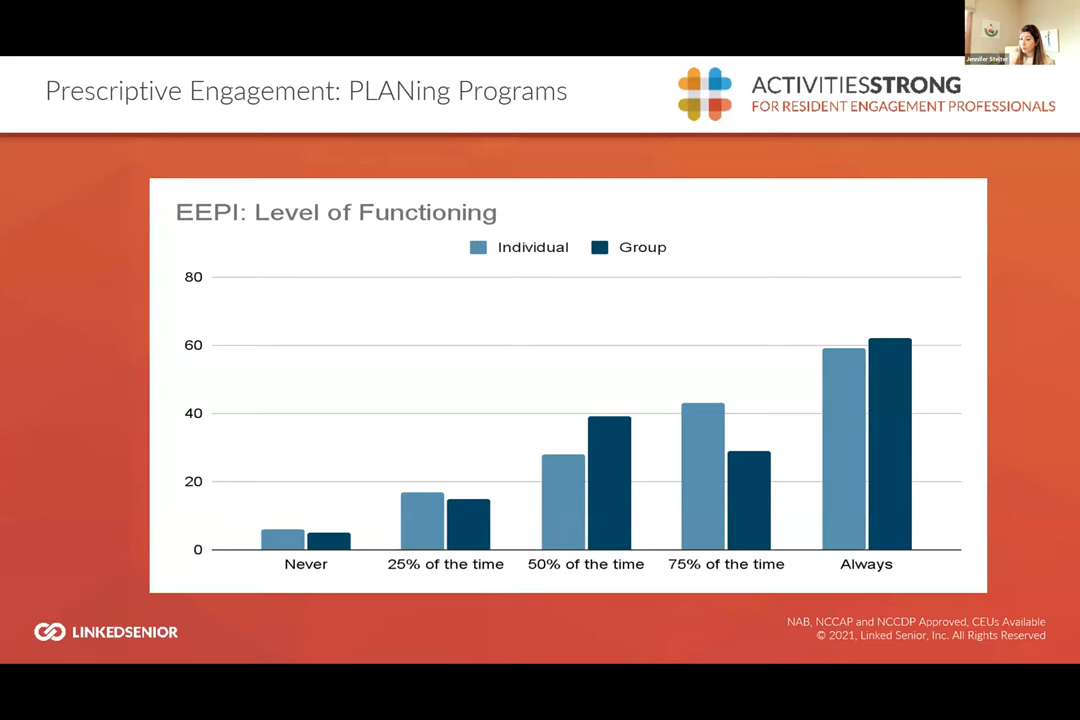 Jennifer Stelter
Prescriptive Engagement: PLANing Programs
ACTIVITIESSTRONG
FOR RESIDENT ENGAGEMENT PROFESSIONALS
EEPI: Level of Functioning
Individual
Group
80
60
40
20
0
Never
25% of the time
50% of the time
75% of the time
Always
LINKEDSENIOR
NAB, NCCAP and NCCDP Approved, CEUs Available
© 2021, Linked Senior, Inc. All Rights Reserved